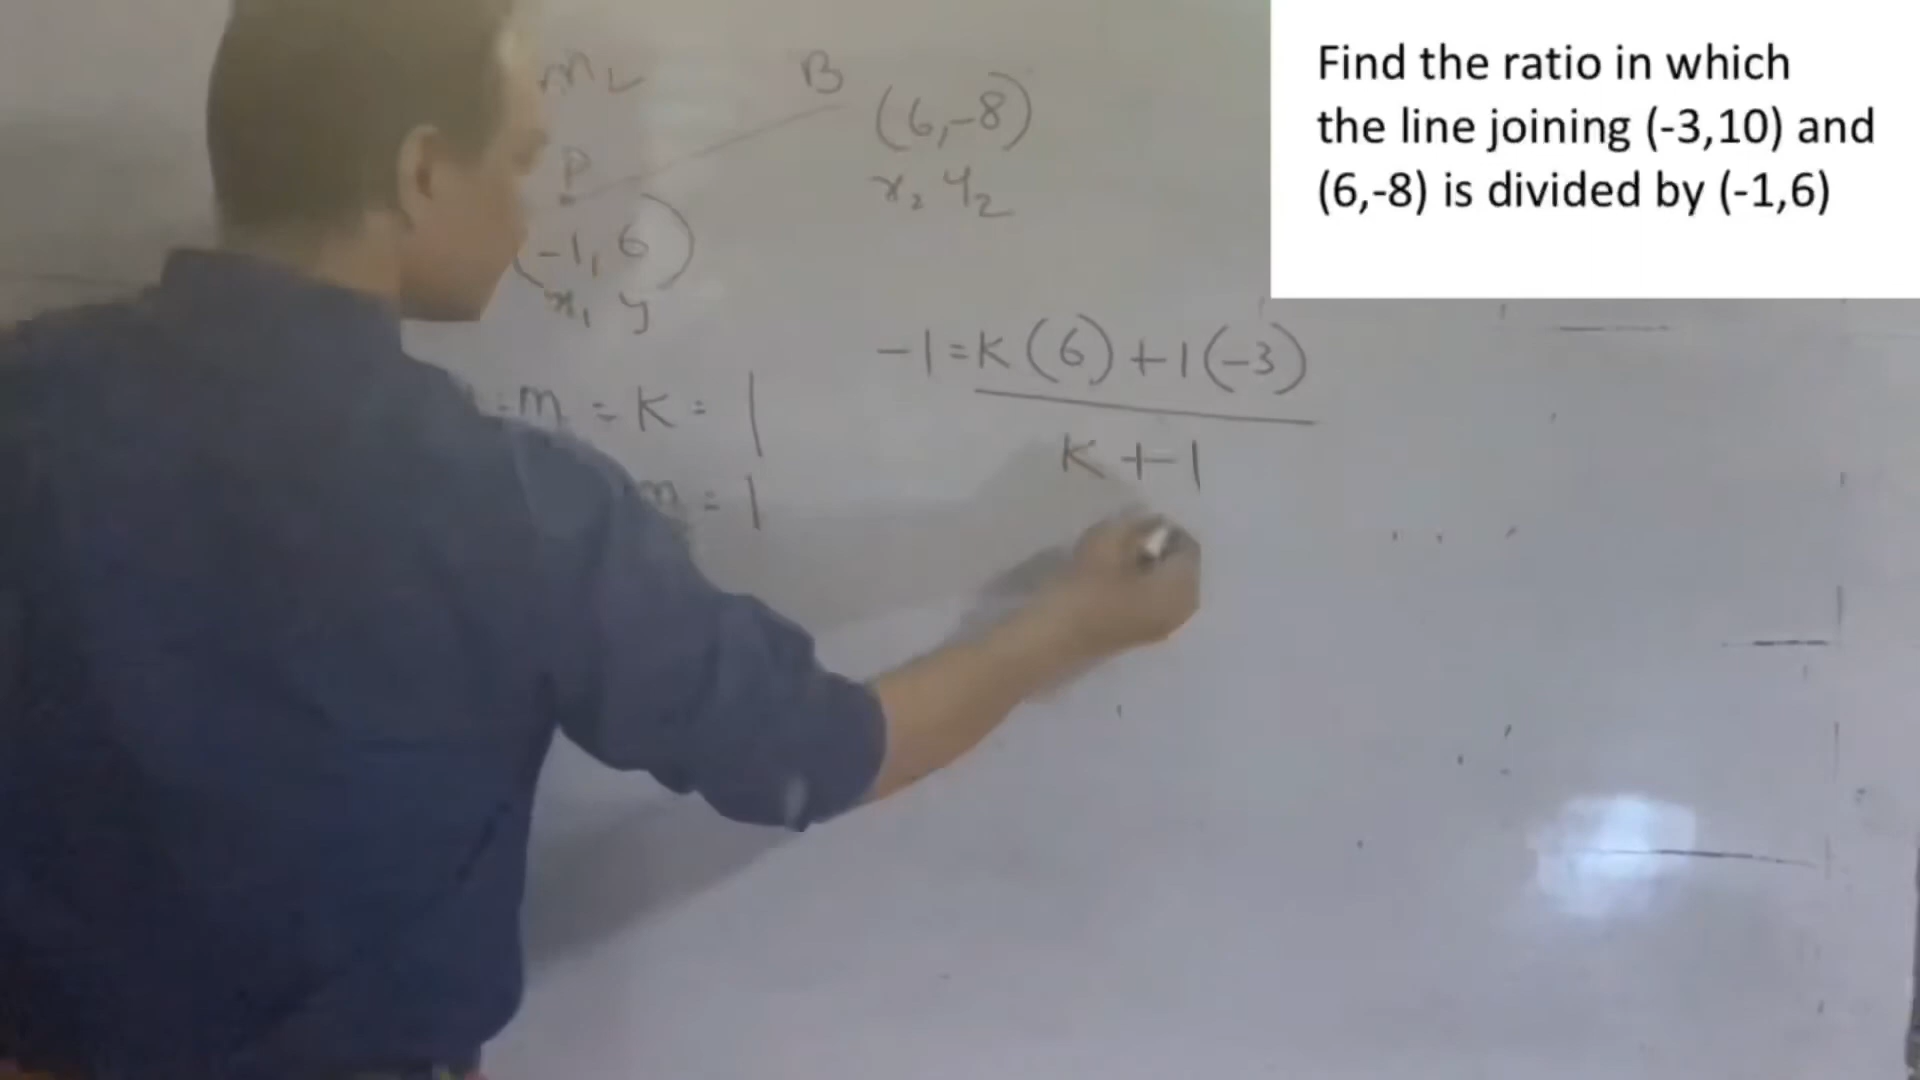 Find the ratio in which
the line joining (-3,10) and
(6,-8) is divided by (-1,6)
m₂
B
(6,-8)
P
x₂ y₂
(-1, 6)
x, y
-1=K(6)+1(-3)
K+1
=m = K = 1
m = 1